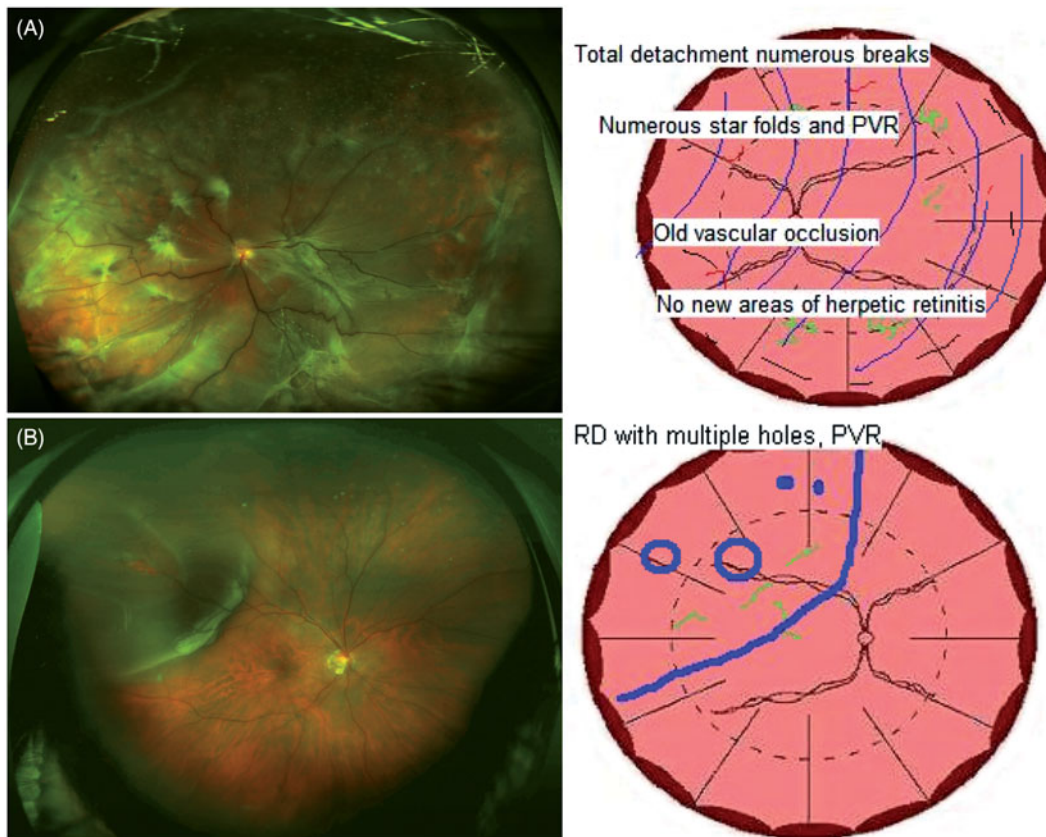 (A)
Total detachment numerous breaks
Numerous star folds and PVR
Old vascular occlusion
No new areas of herpetic retinitis
(B)
RD with multiple holes, PVR